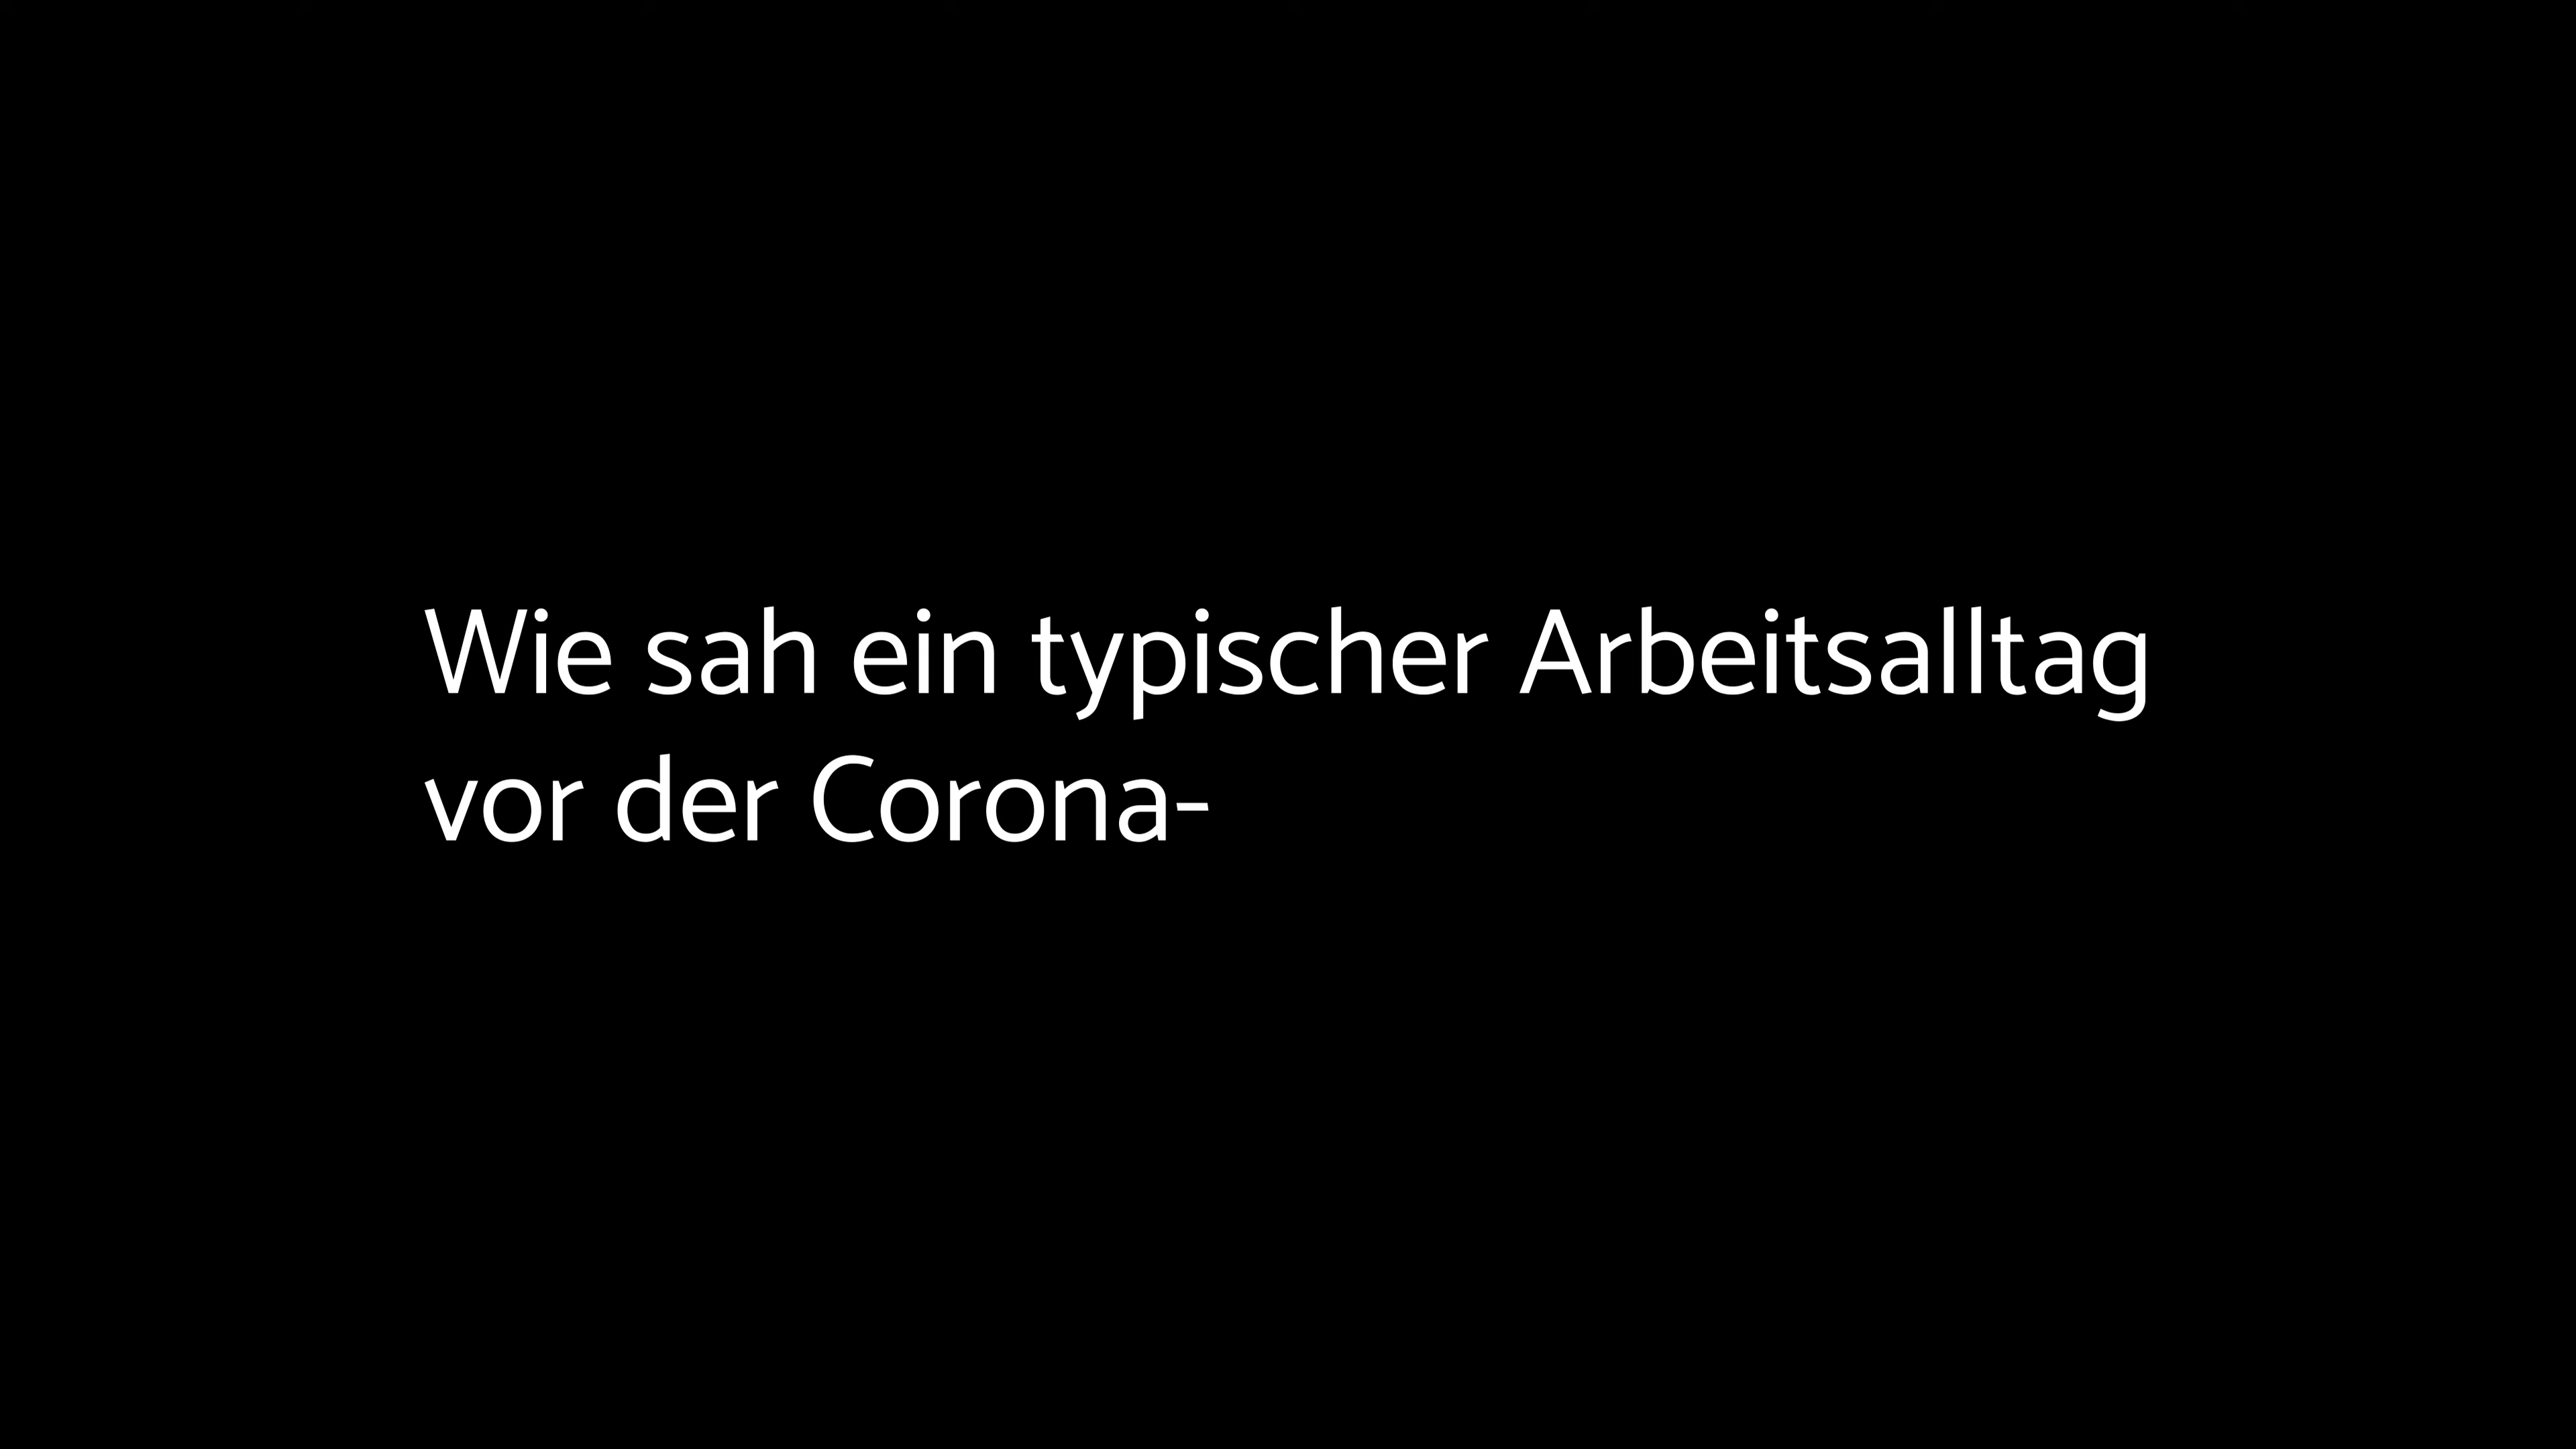 Wie sah ein typischer Arbeitsalltag
vor der Corona-